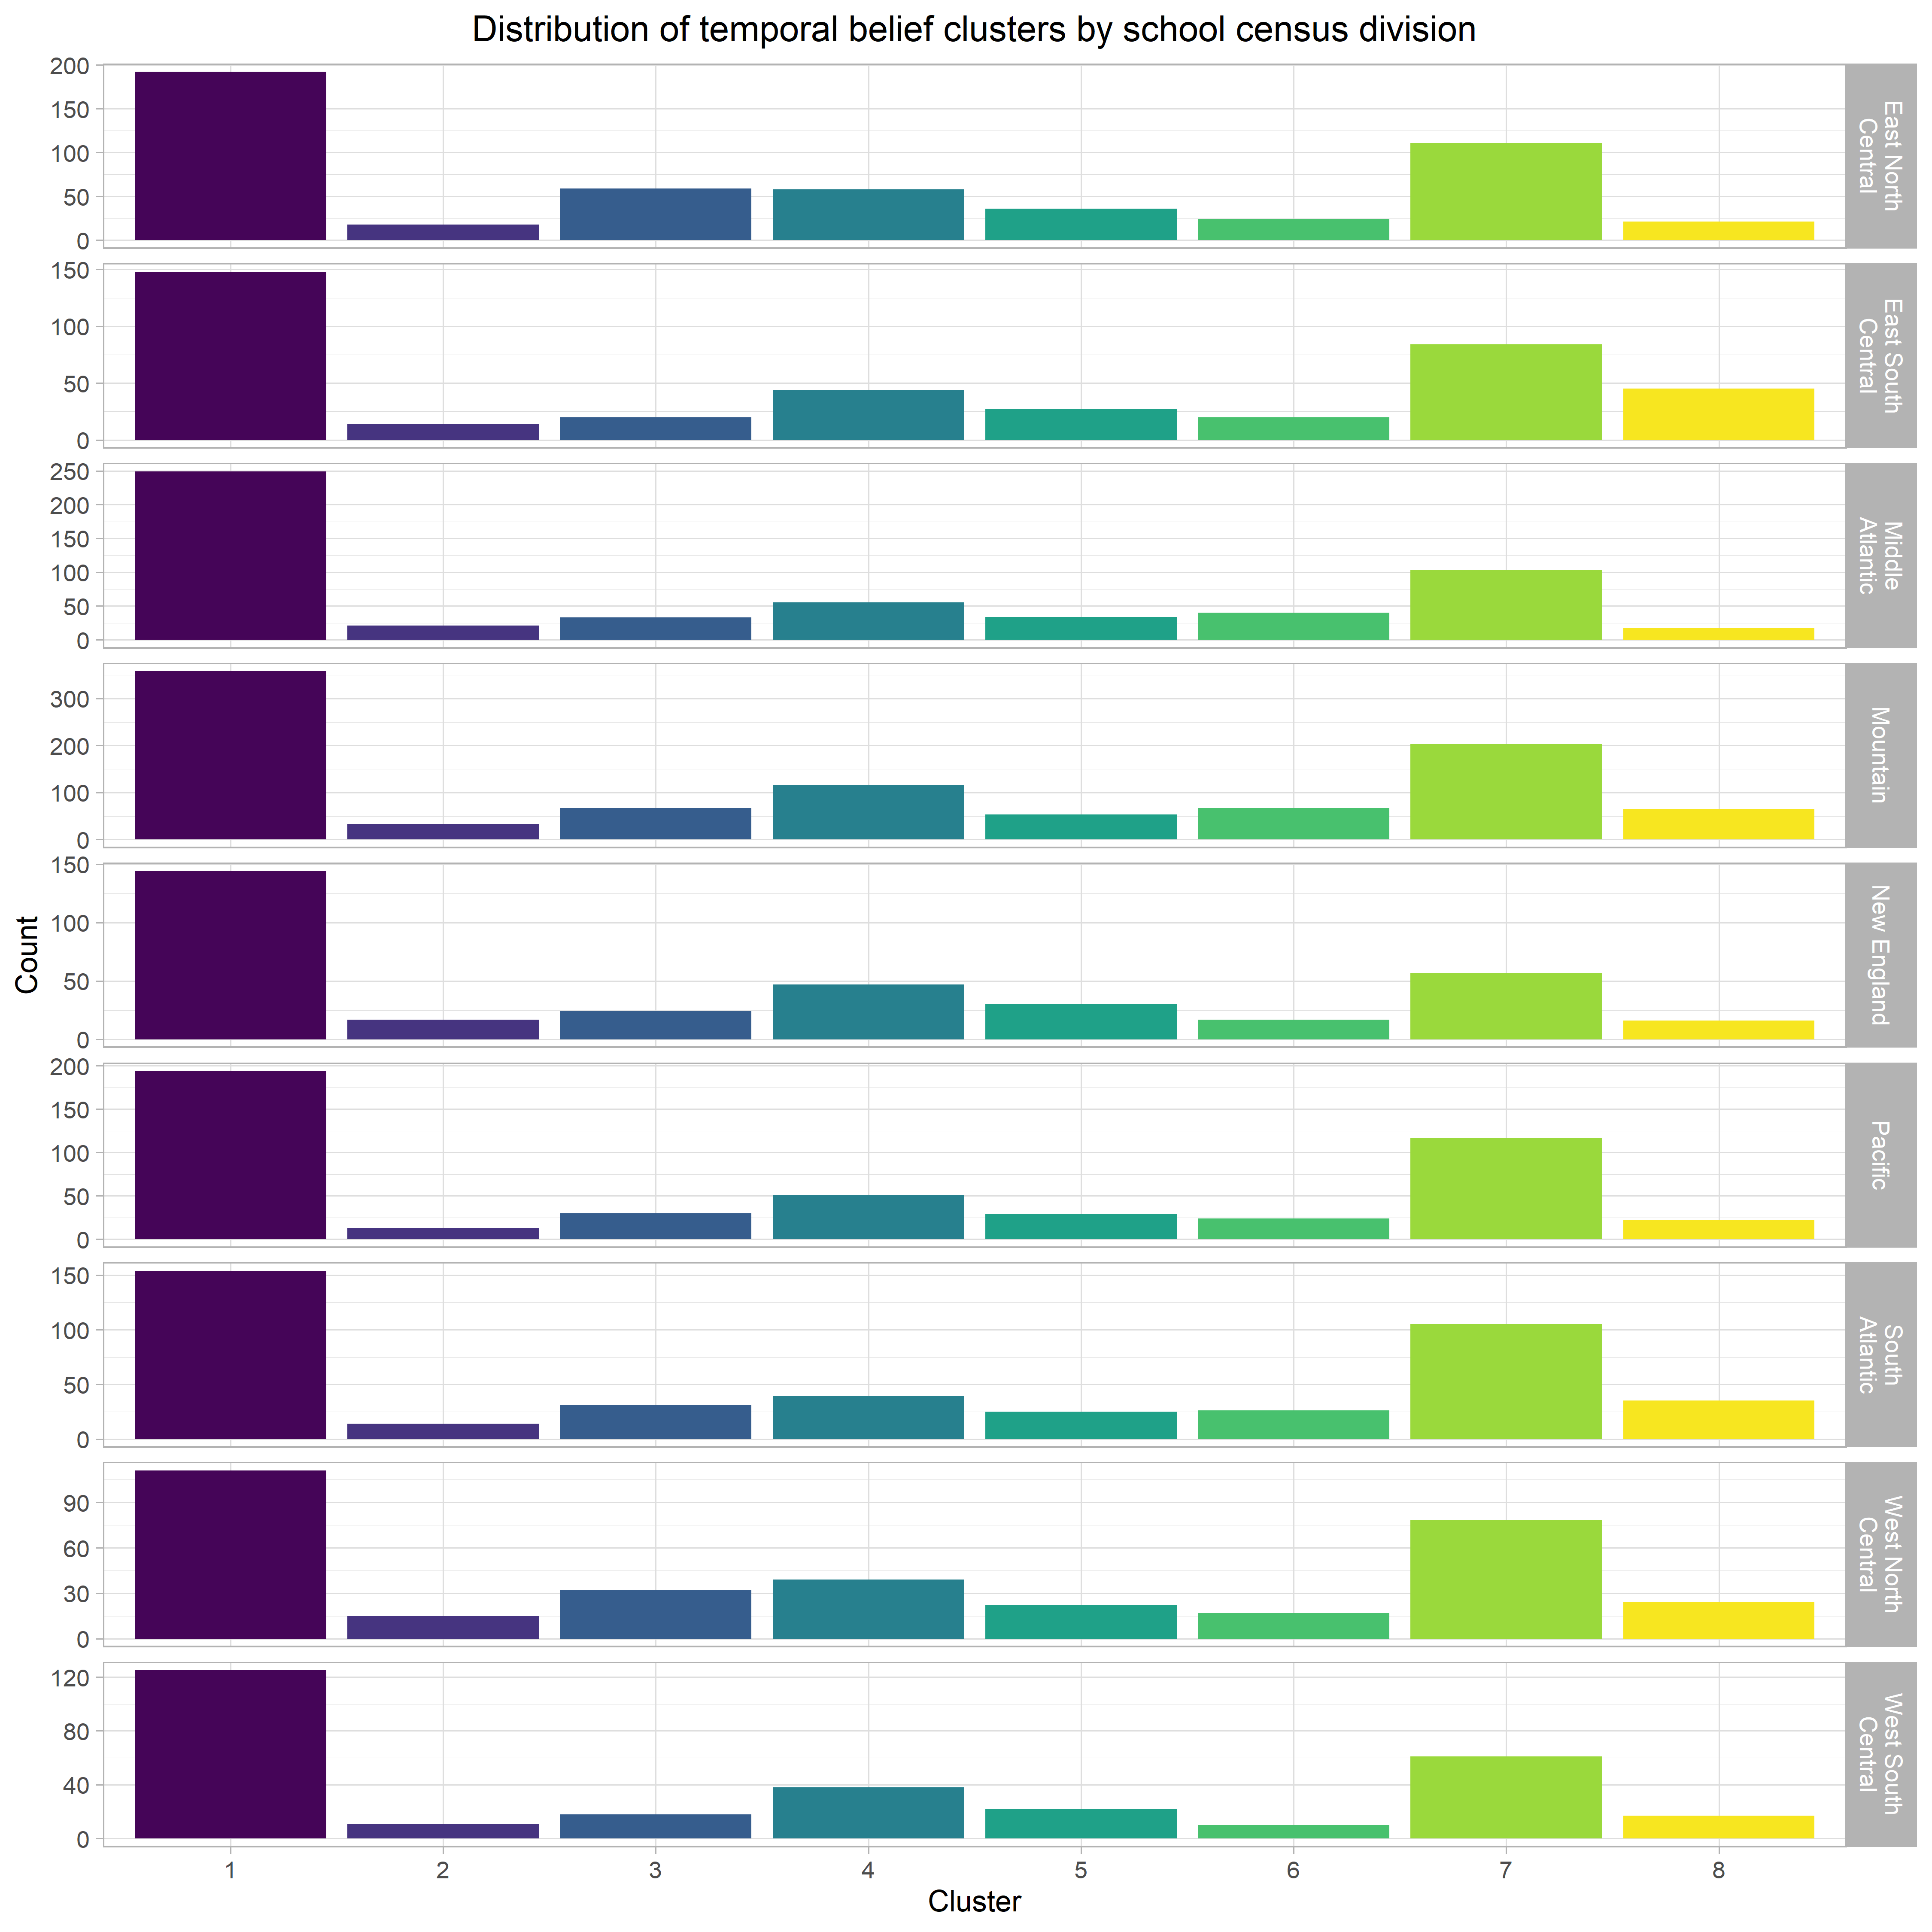 Distribution of temporal belief clusters by school census division
200
150
100
50
0
East North
Central
150
100
50
0
East South
Central
250
200
150
100
50
0
Middle
Atlantic
300
200
100
0
Mountain
150
100
50
0
New England
Count
200
150
100
50
0
Pacific
150
100
50
0
South
Atlantic
90
60
30
0
West North
Central
120
80
40
0
West South
Central
1 2 3 4 5 6 7 8
Cluster